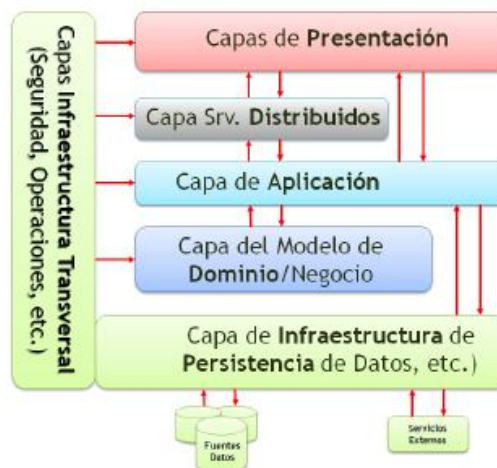 Capas Infraestructura Transversal
(Seguridad, Operaciones, etc.)
Capas de Presentación
Capa Srv. Distribuidos
Capa de Aplicación
Capa del Modelo de
Dominio/Negocio
Capa de Infraestructura de
Persistencia de Datos, etc.)
Fuentes
Datos
Servicios
Externos